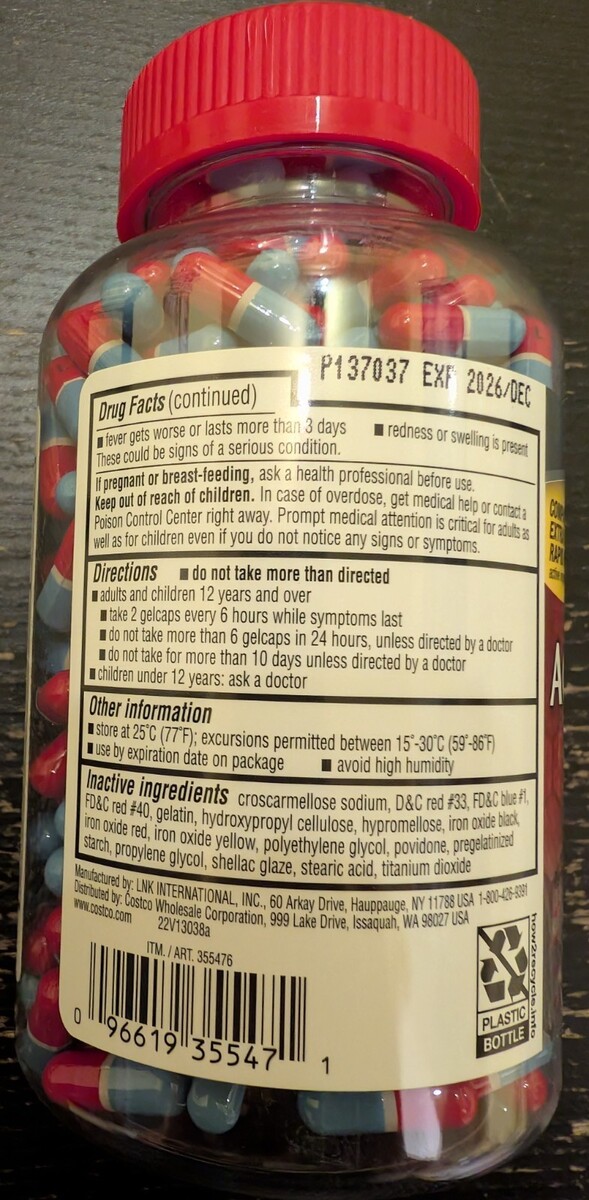 P137037 EXP 2026/DEC
Drug Facts (continued)
■ fever gets worse or lasts more than 3 days ■ redness or swelling is present
These could be signs of a serious condition.
If pregnant or breast-feeding, ask a health professional before use.
Keep out of reach of children. In case of overdose, get medical help or contact a
Poison Control Center right away. Prompt medical attention is critical for adults as
well as for children even if you do not notice any signs or symptoms.
Directions ■ do not take more than directed
■ adults and children 12 years and over
■ take 2 gelcaps every 6 hours while symptoms last
■ do not take more than 6 gelcaps in 24 hours, unless directed by a doctor
■ do not take for more than 10 days unless directed by a doctor
■ children under 12 years: ask a doctor
Other information
■ store at 25°C (77°F); excursions permitted between 15°-30°C (59°-86°F)
■ use by expiration date on package ■ avoid high humidity
Inactive ingredients croscarmellose sodium, D&C red #33, FD&C blue #1,
FD&C red #40, gelatin, hydroxypropyl cellulose, hypromellose, iron oxide black,
iron oxide red, iron oxide yellow, polyethylene glycol, povidone, pregelatinized
starch, propylene glycol, shellac glaze, stearic acid, titanium dioxide
Manufactured by: LNK INTERNATIONAL, INC., 60 Arkay Drive, Hauppauge, NY 11788 USA 1-800-426-9391
Distributed by: Costco Wholesale Corporation, 999 Lake Drive, Issaquah, WA 98027 USA
www.costco.com 22V13038a
ITM. / ART. 355476
0 96619 35547 1
PLASTIC
BOTTLE
how2recycle.info